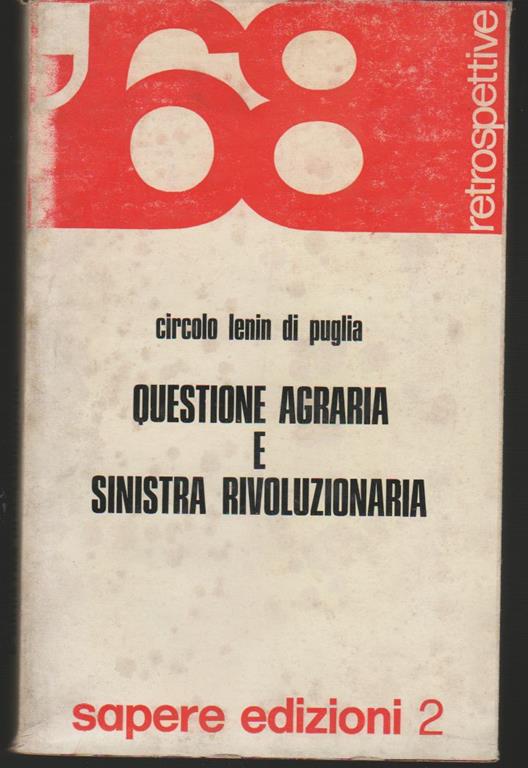 '68
retrospettive
circolo lenin di puglia
QUESTIONE AGRARIA
E
SINISTRA RIVOLUZIONARIA
sapere edizioni 2